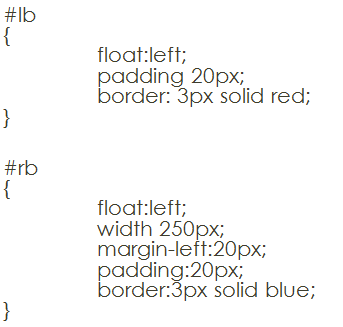 #lb
{
float:left;
padding 20px;
border: 3px solid red;
}
#rb
{
float:left;
width 250px;
margin-left:20px;
padding:20px;
border:3px solid blue;
}